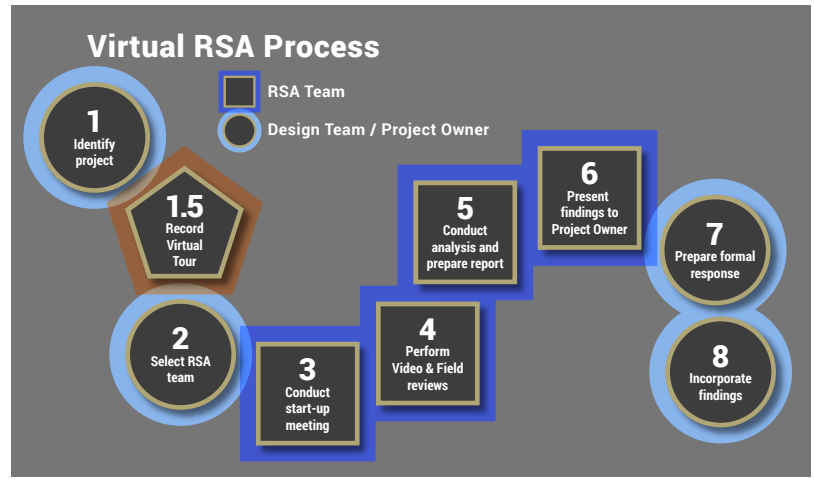 Virtual RSA Process
RSA Team
Design Team / Project Owner
1
Identify
project
1.5
Record
Virtual
Tour
2
Select RSA
team
3
Conduct
start-up
meeting
4
Perform
Video & Field
reviews
5
Conduct
analysis and
prepare report
6
Present
findings to
Project Owner
7
Prepare formal
response
8
Incorporate
findings